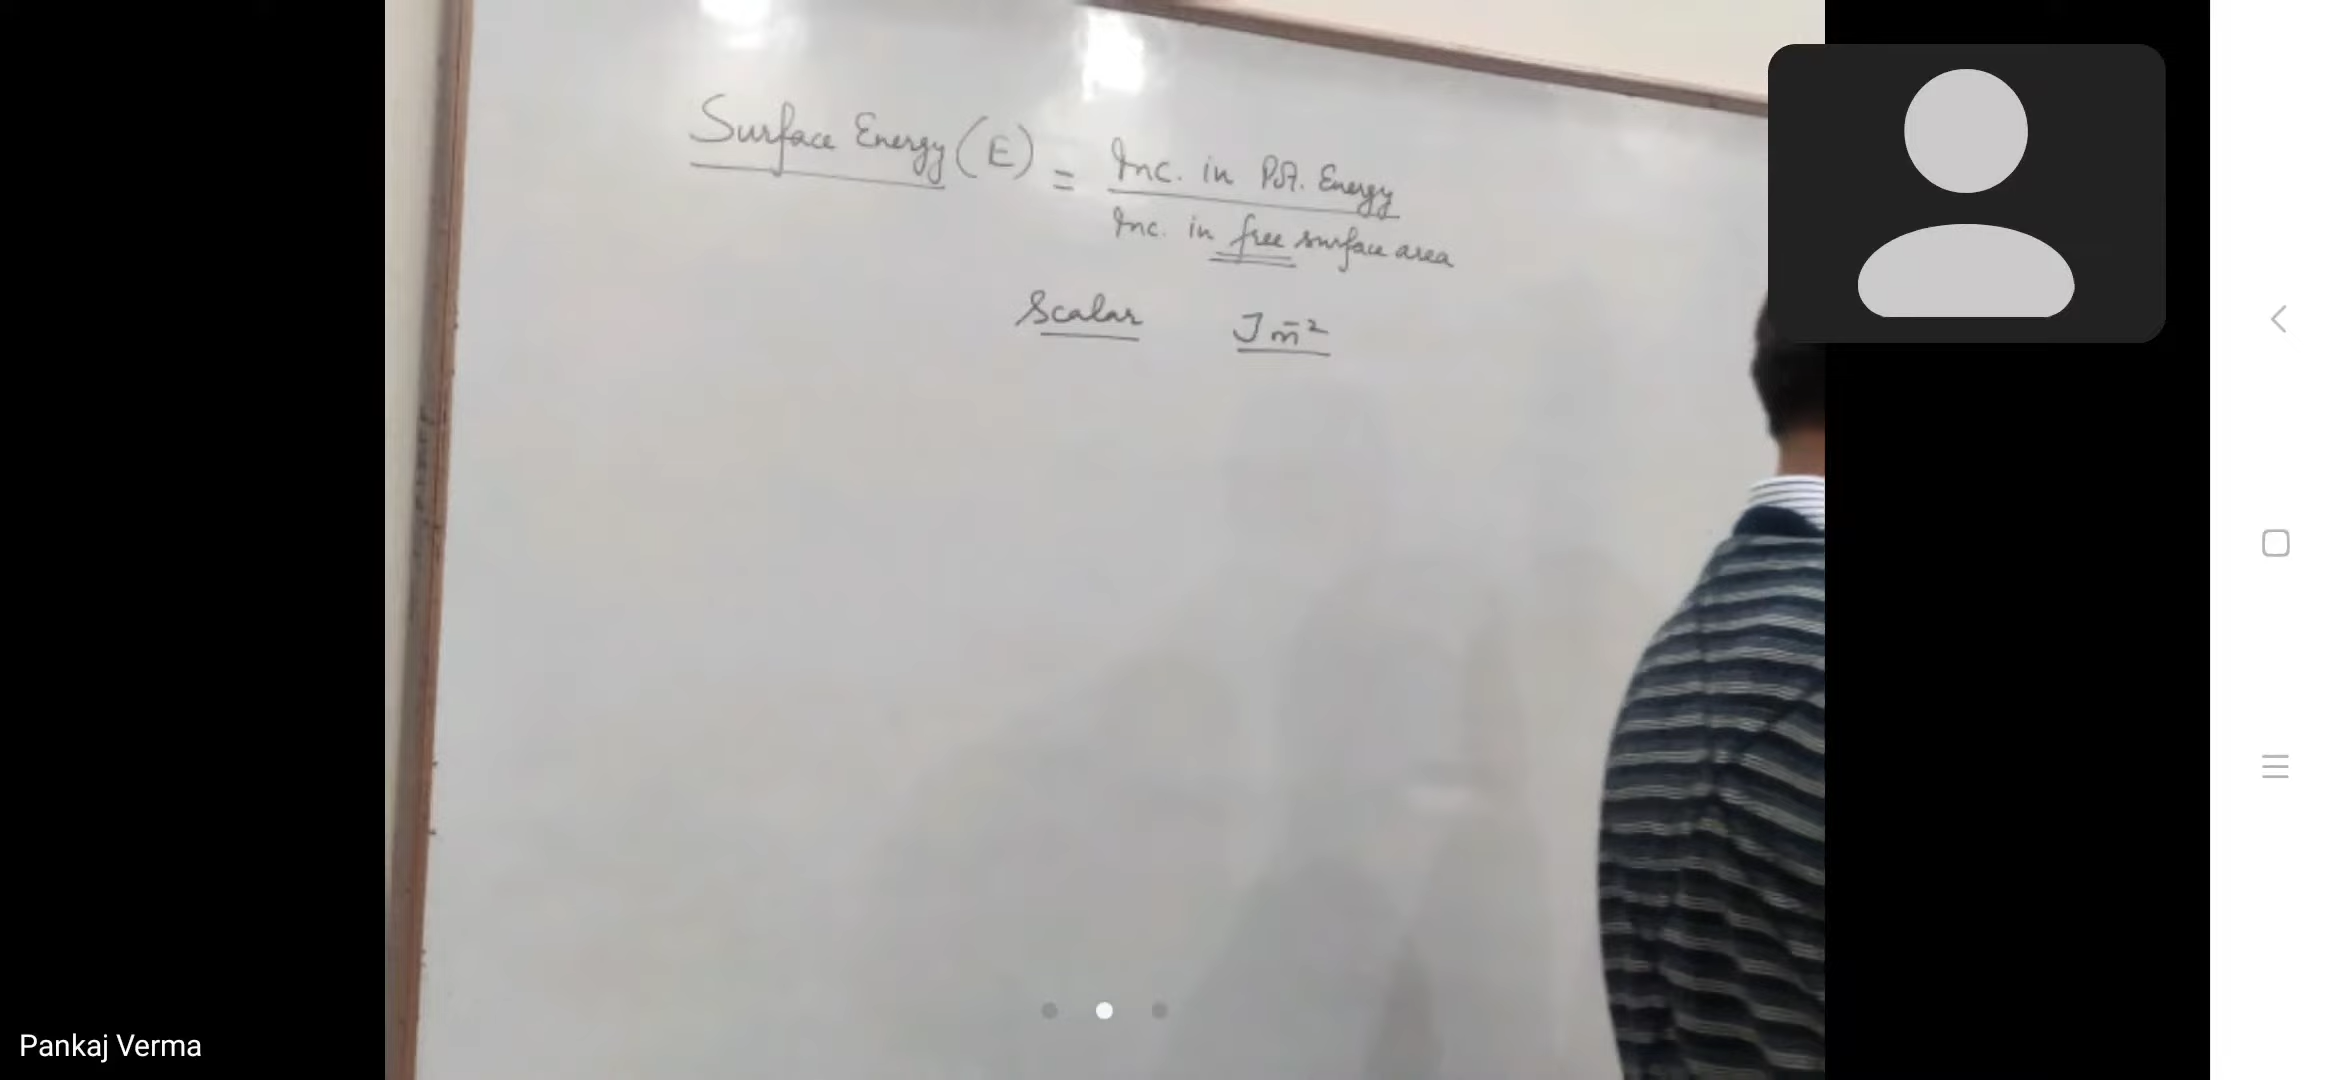 Surface Energy (E) = Inc. in Pot. Energy
Inc. in free surface area
Scalar J m⁻²
Pankaj Verma